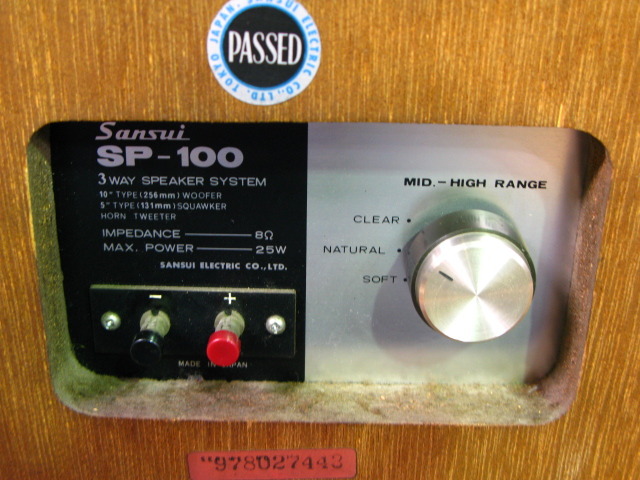 TOKYO JAPAN. SANSUI ELECTRIC CO., LTD.
PASSED
Sansui
SP-100
3 WAY SPEAKER SYSTEM
10" TYPE (256mm) WOOFER
5" TYPE (131mm) SQUAWKER
HORN TWEETER
IMPEDANCE 8Ω
MAX. POWER 25W
SANSUI ELECTRIC CO., LTD.
- +
MADE IN JAPAN
MID.-HIGH RANGE
CLEAR
NATURAL
SOFT
"978027443